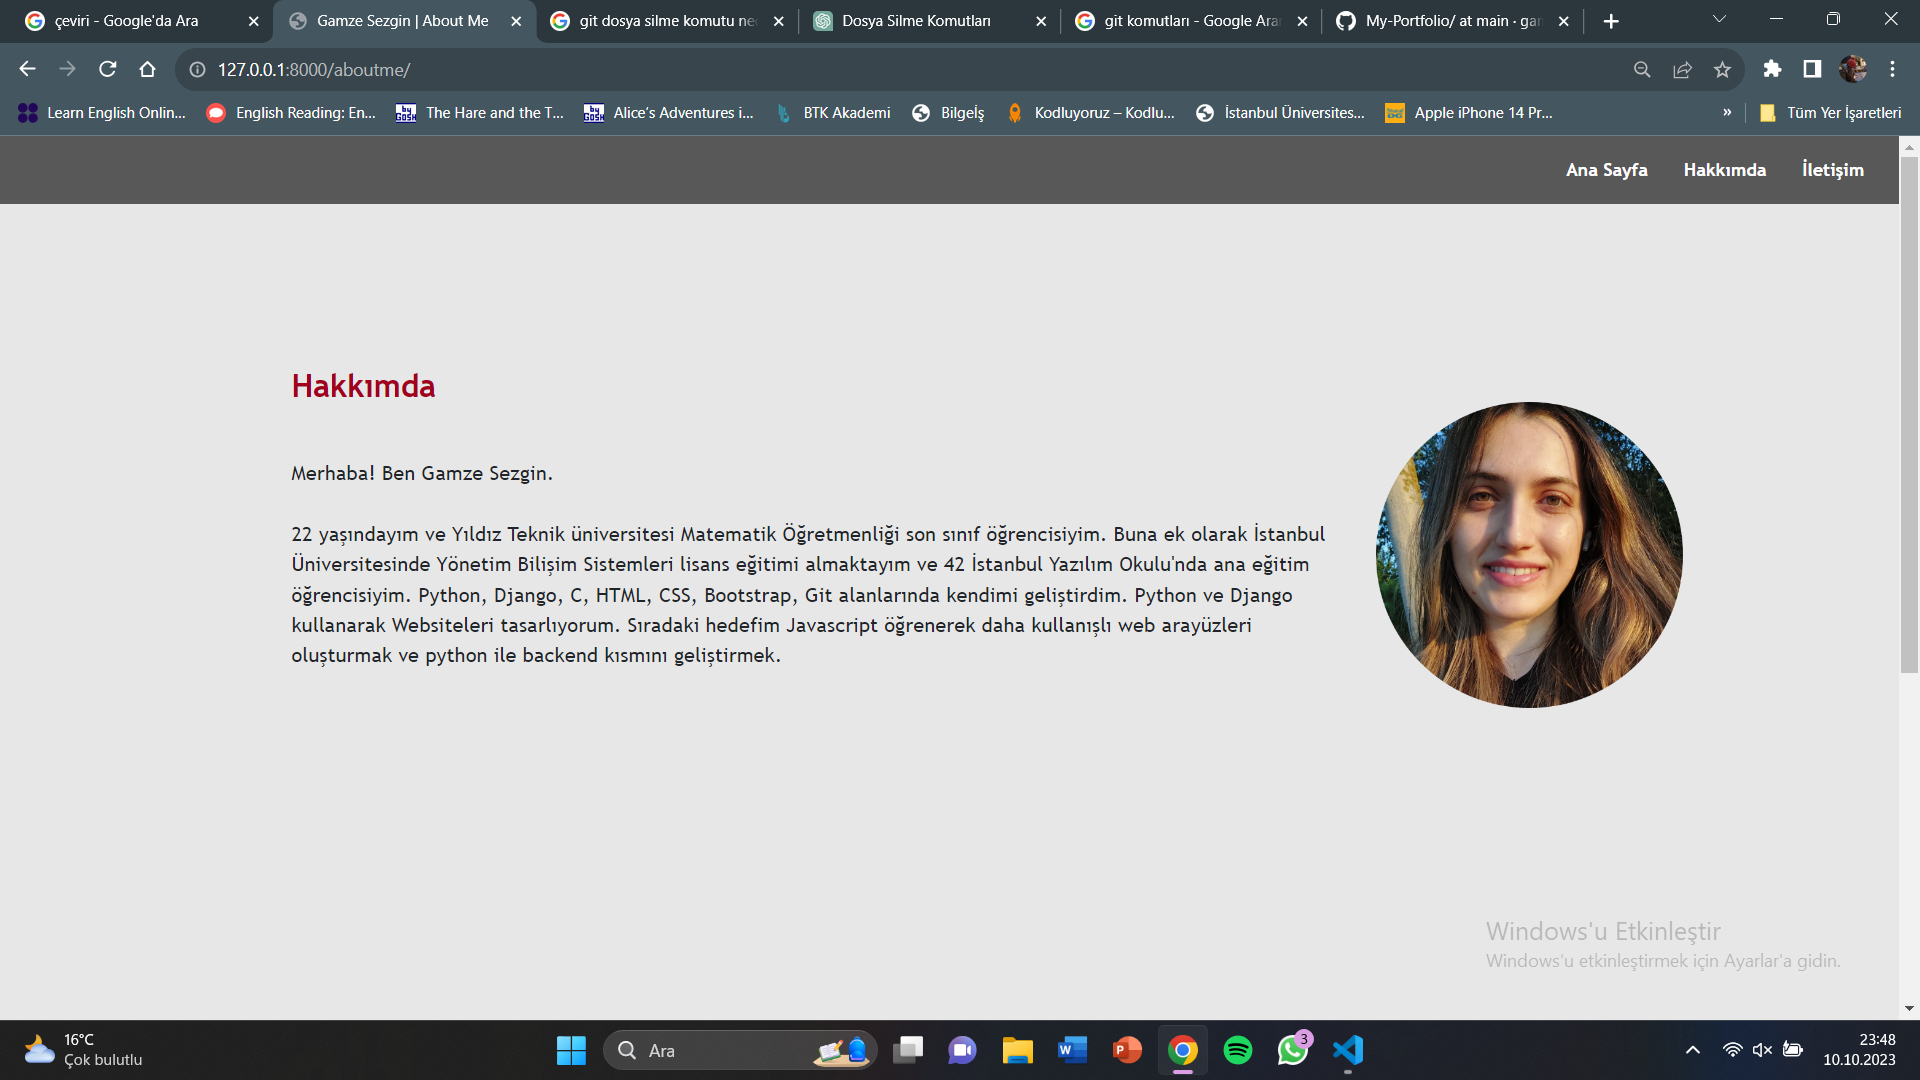 çeviri - Google'da Ara
Gamze Sezgin | About Me
git dosya silme komutu
Dosya Silme Komutları
git komutları - Google
My-Portfolio/ at main ·
127.0.0.1:8000/aboutme/
Learn English Onlin...
English Reading: En...
The Hare and the T...
Alice's Adventures i...
BTK Akademi
Bilgeİş
Kodluyoruz – Kodlu...
İstanbul Üniversites...
Apple iPhone 14 Pr...
»
Tüm Yer İşaretleri
Ana Sayfa
Hakkımda
İletişim
Hakkımda
Merhaba! Ben Gamze Sezgin.
22 yaşındayım ve Yıldız Teknik üniversitesi Matematik Öğretmenliği son sınıf öğrencisiyim. Buna ek olarak İstanbul
Üniversitesinde Yönetim Bilişim Sistemleri lisans eğitimi almaktayım ve 42 İstanbul Yazılım Okulu'nda ana eğitim
öğrencisiyim. Python, Django, C, HTML, CSS, Bootstrap, Git alanlarında kendimi geliştirdim. Python ve Django
kullanarak Websiteleri tasarlıyorum. Sıradaki hedefim Javascript öğrenerek daha kullanışlı web arayüzleri
oluşturmak ve python ile backend kısmını geliştirmek.
Windows'u Etkinleştir
Windows'u etkinleştirmek için Ayarlar'a gidin.
16°C
Çok bulutlu
Ara
3
23:48
10.10.2023